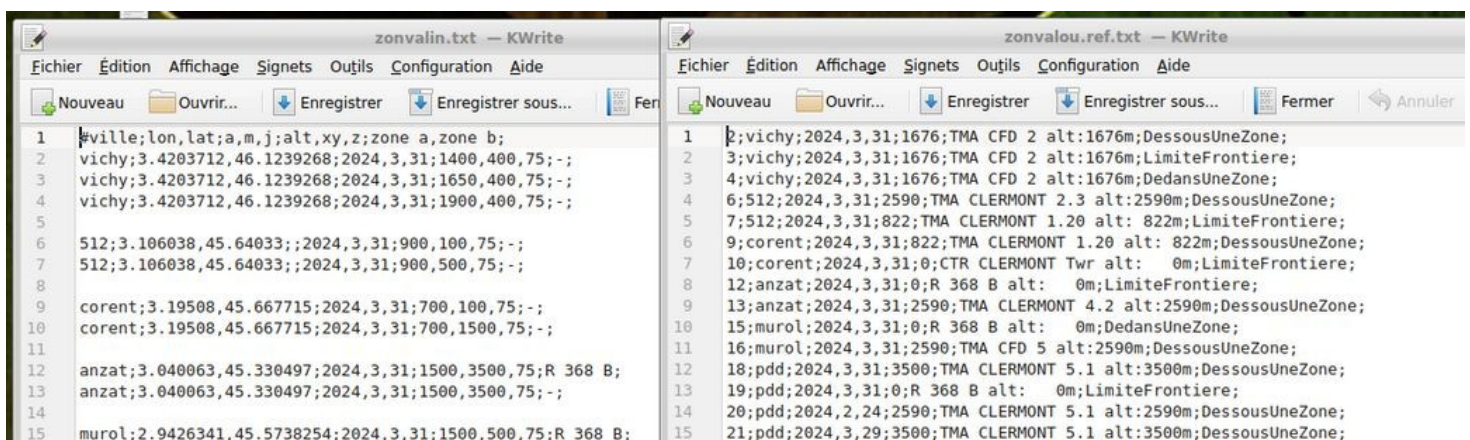 zonvalin.txt — KWrite
Fichier Édition Affichage Signets Outils Configuration Aide
Nouveau Ouvrir... Enregistrer Enregistrer sous... Fer
1 #ville;lon,lat;a,m,j;alt,xy,z;zone a,zone b;
2 vichy;3.4203712,46.1239268;2024,3,31;1400,400,75;-;
3 vichy;3.4203712,46.1239268;2024,3,31;1650,400,75;-;
4 vichy;3.4203712,46.1239268;2024,3,31;1900,400,75;-;
5
6 512;3.106038,45.64033;;2024,3,31;900,100,75;-;
7 512;3.106038,45.64033;;2024,3,31;900,500,75;-;
8
9 corent;3.19508,45.667715;2024,3,31;700,100,75;-;
10 corent;3.19508,45.667715;2024,3,31;700,1500,75;-;
11
12 anzat;3.040063,45.330497;2024,3,31;1500,3500,75;R 368 B;
13 anzat;3.040063,45.330497;2024,3,31;1500,3500,75;-;
14
15 murol;2.9426341,45.5738254;2024,3,31;1500,500,75;R 368 B;
zonvalou.ref.txt — KWrite
Fichier Édition Affichage Signets Outils Configuration Aide
Nouveau Ouvrir... Enregistrer Enregistrer sous... Fermer Annuler
1 2;vichy;2024,3,31;1676;TMA CFD 2 alt:1676m;DessousUneZone;
2 3;vichy;2024,3,31;1676;TMA CFD 2 alt:1676m;LimiteFrontiere;
3 4;vichy;2024,3,31;1676;TMA CFD 2 alt:1676m;DedansUneZone;
4 6;512;2024,3,31;2590;TMA CLERMONT 2.3 alt:2590m;DessousUneZone;
5 7;512;2024,3,31;822;TMA CLERMONT 1.20 alt: 822m;LimiteFrontiere;
6 9;corent;2024,3,31;822;TMA CLERMONT 1.20 alt: 822m;DessousUneZone;
7 10;corent;2024,3,31;0;CTR CLERMONT Twr alt:   0m;LimiteFrontiere;
8 12;anzat;2024,3,31;0;R 368 B alt:   0m;LimiteFrontiere;
9 13;anzat;2024,3,31;2590;TMA CLERMONT 4.2 alt:2590m;DessousUneZone;
10 15;murol;2024,3,31;0;R 368 B alt:   0m;DedansUneZone;
11 16;murol;2024,3,31;2590;TMA CFD 5 alt:2590m;DessousUneZone;
12 18;pdd;2024,3,31;3500;TMA CLERMONT 5.1 alt:3500m;DessousUneZone;
13 19;pdd;2024,3,31;0;R 368 B alt:   0m;LimiteFrontiere;
14 20;pdd;2024,2,24;2590;TMA CLERMONT 5.1 alt:2590m;DessousUneZone;
15 21;pdd;2024,3,29;3500;TMA CLERMONT 5.1 alt:3500m;DessousUneZone;